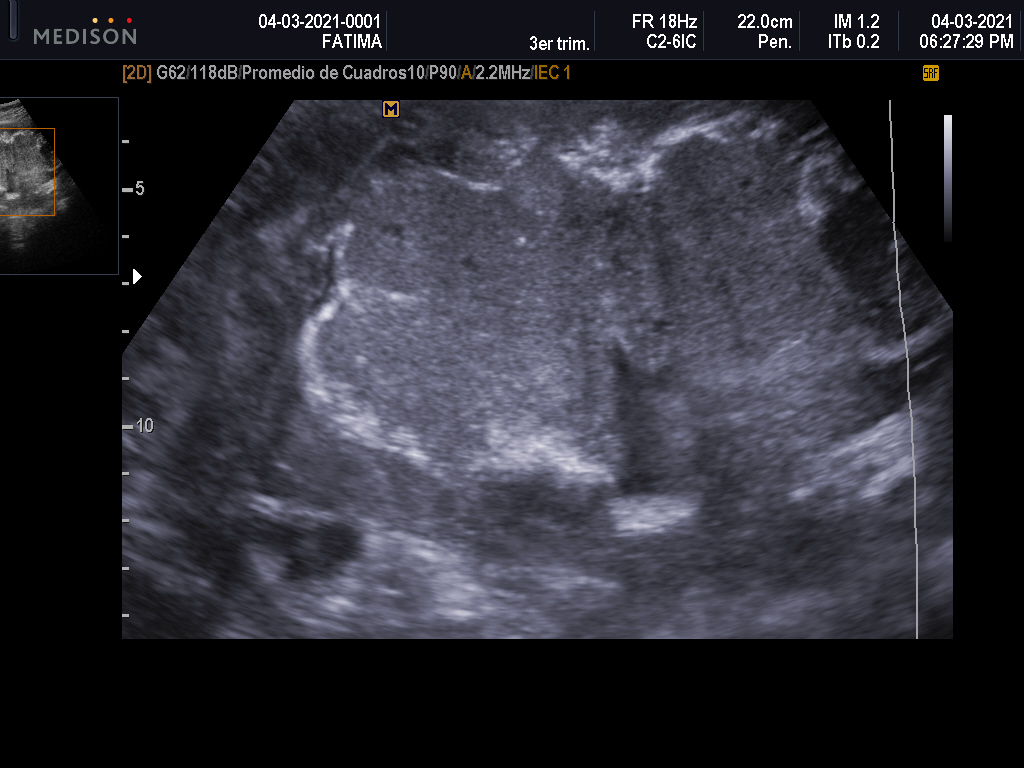 MEDISON
04-03-2021-0001
FATIMA
3er trim.
FR 18Hz
C2-6IC
22.0cm
Pen.
IM 1.2
ITb 0.2
04-03-2021
06:27:29 PM
[2D] G62/118dB/Promedio de Cuadros10/P90/A/2.2MHz/IEC 1
SRF
M
5
10